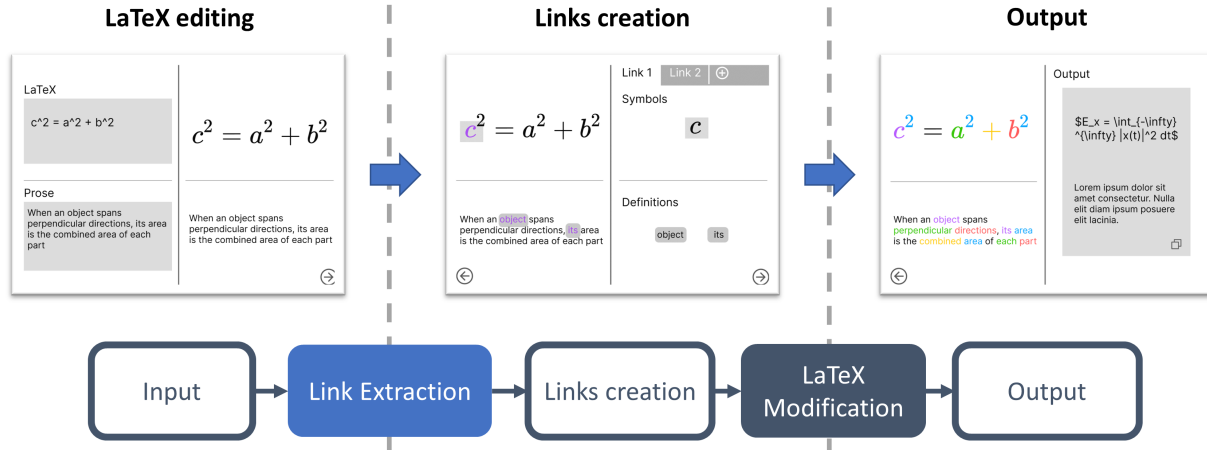 LaTeX editing
Links creation
Output
LaTeX
c^2 = a^2 + b^2
c² = a² + b²
Prose
When an object spans
perpendicular directions, its area
is the combined area of each
part
When an object spans
perpendicular directions, its area
is the combined area of each part
Link 1
Link 2
Symbols
c² = a² + b²
c
When an object spans
perpendicular directions, its area
is the combined area of each part
Definitions
object
its
Output
c² = a² + b²
$E_x = \int_{-\infty}
^{\infty} |x(t)|^2 dt$
When an object spans
perpendicular directions, its area
is the combined area of each part
Lorem ipsum dolor sit
amet consectetur. Nulla
elit diam ipsum posuere
elit lacinia.
Input
Link Extraction
Links creation
LaTeX
Modification
Output